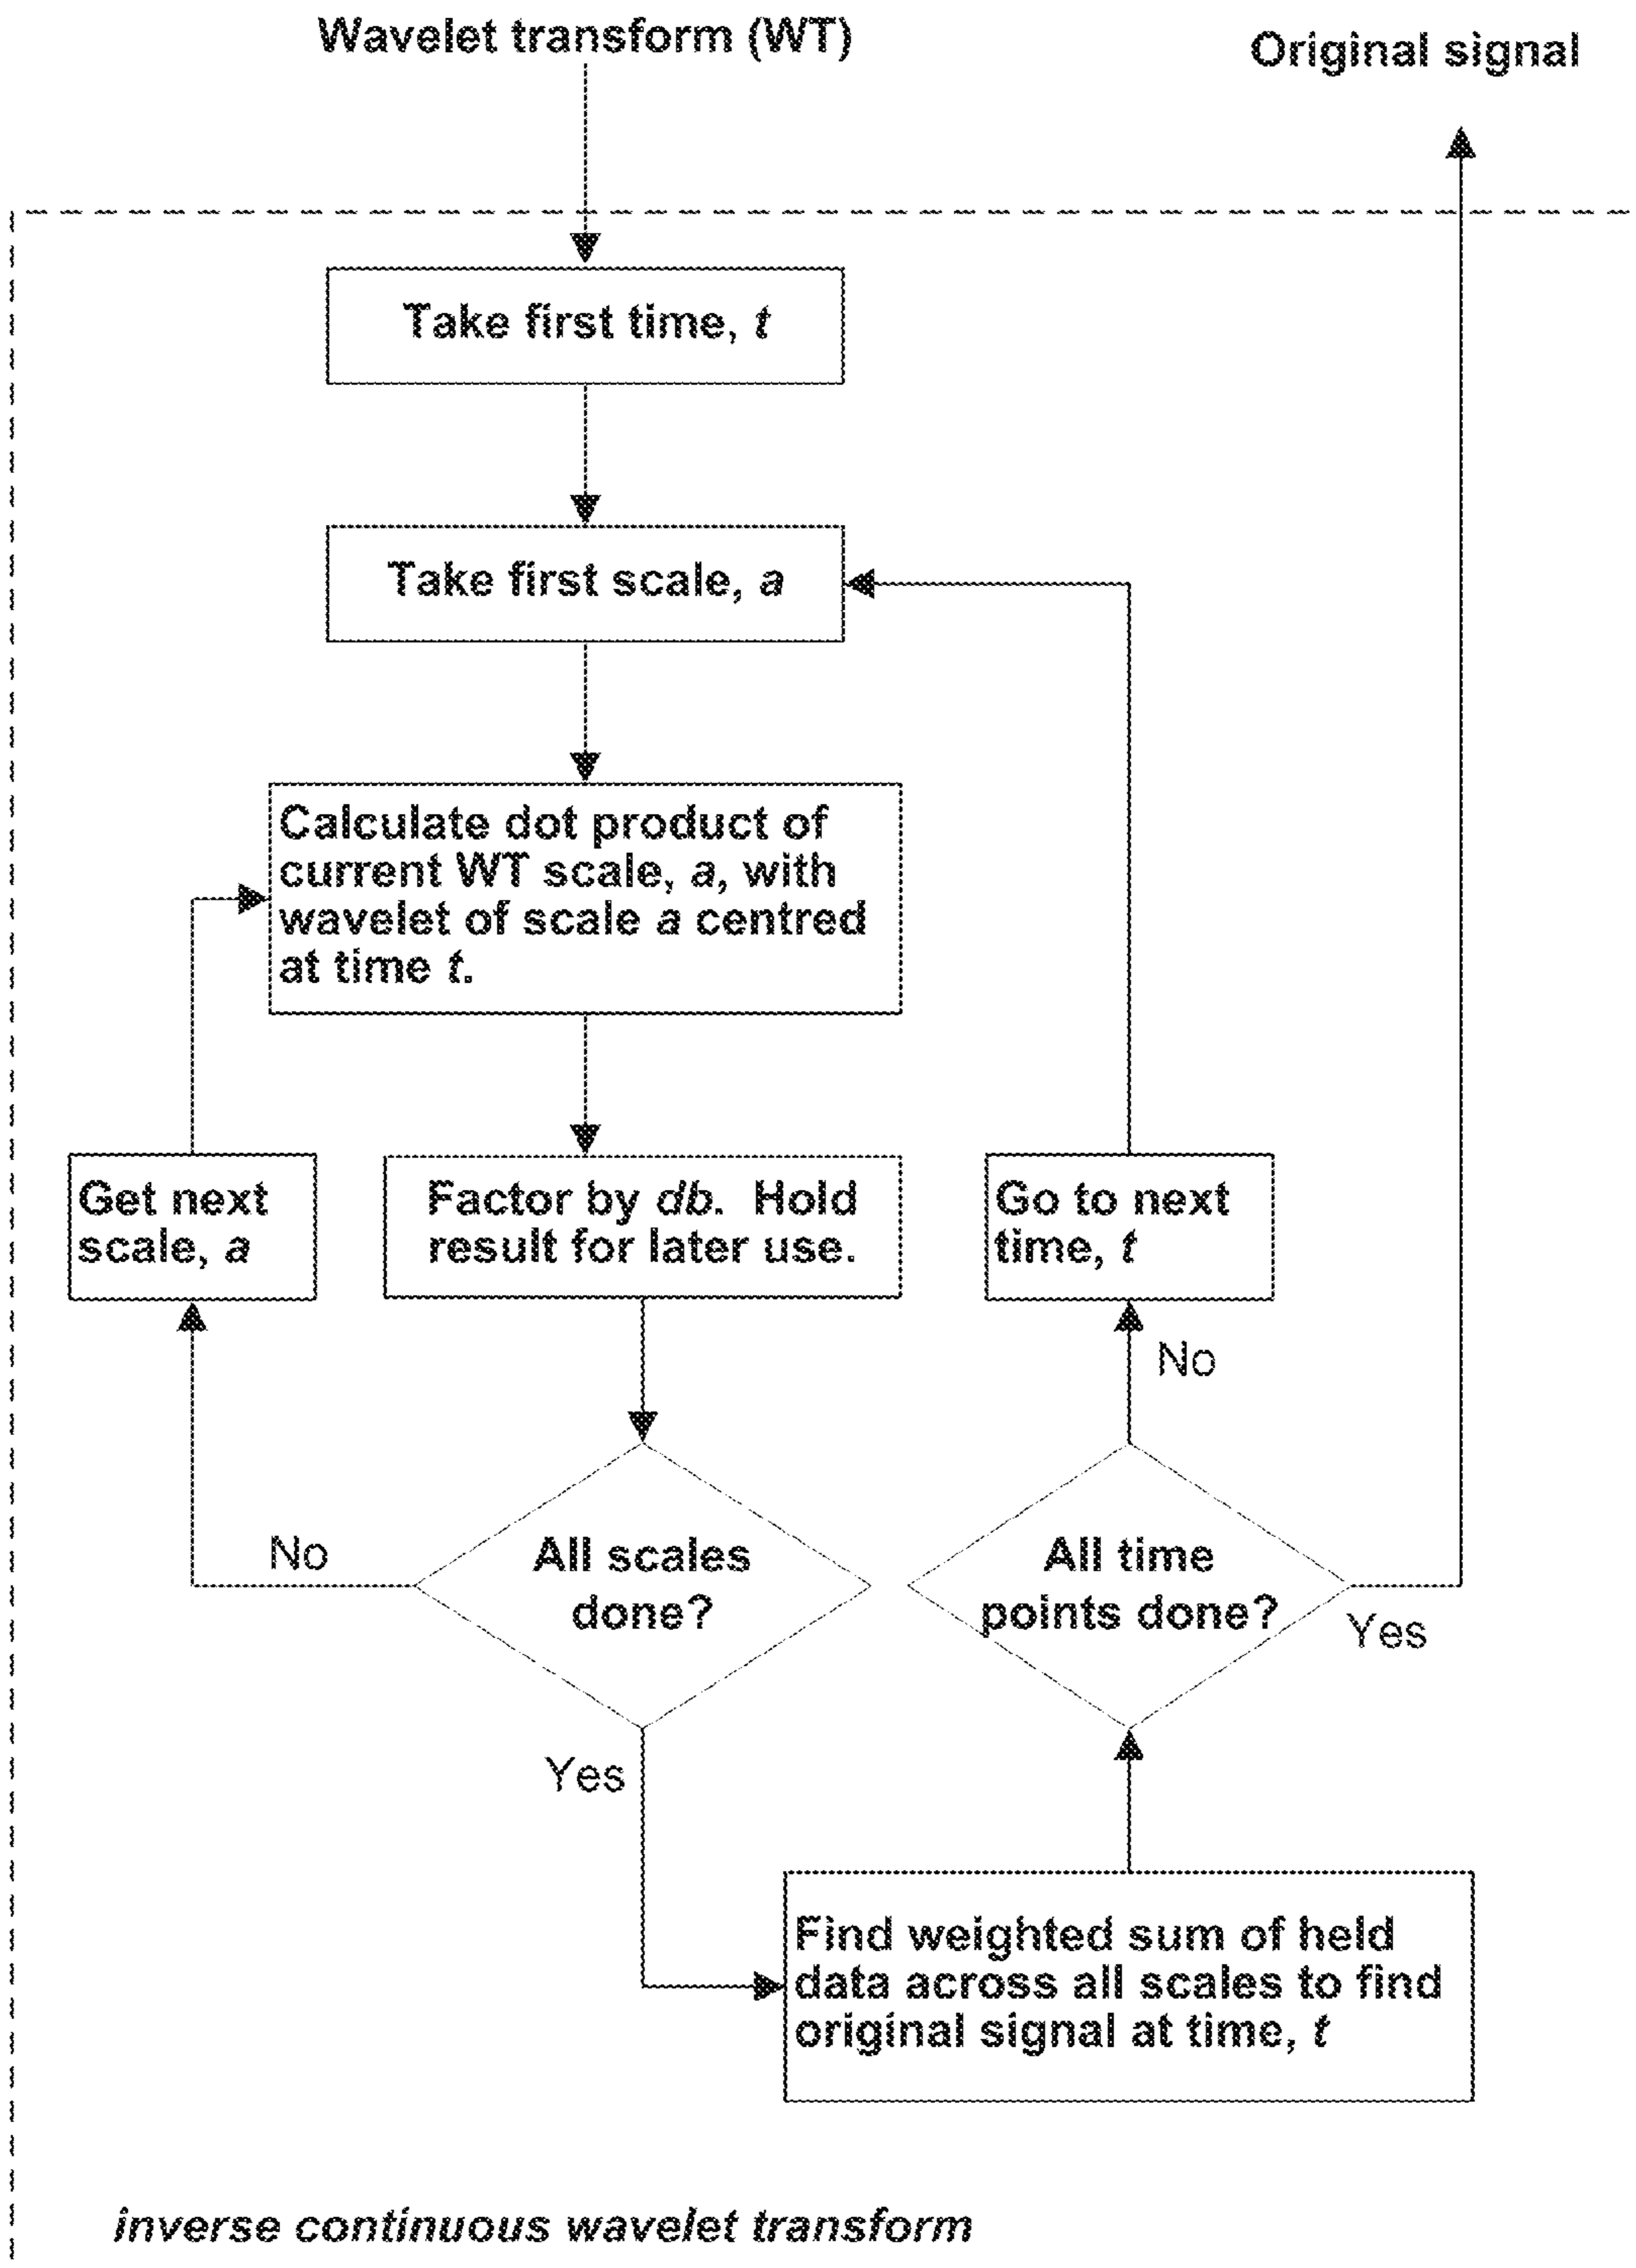 Wavelet transform (WT)
Original signal
Take first time, t
Take first scale, a
Calculate dot product of
current WT scale, a, with
wavelet of scale a centred
at time t.
Get next
scale, a
Factor by db. Hold
result for later use.
Go to next
time, t
No
No
All scales
done?
All time
points done?
Yes
Yes
Find weighted sum of held
data across all scales to find
original signal at time, t
inverse continuous wavelet transform